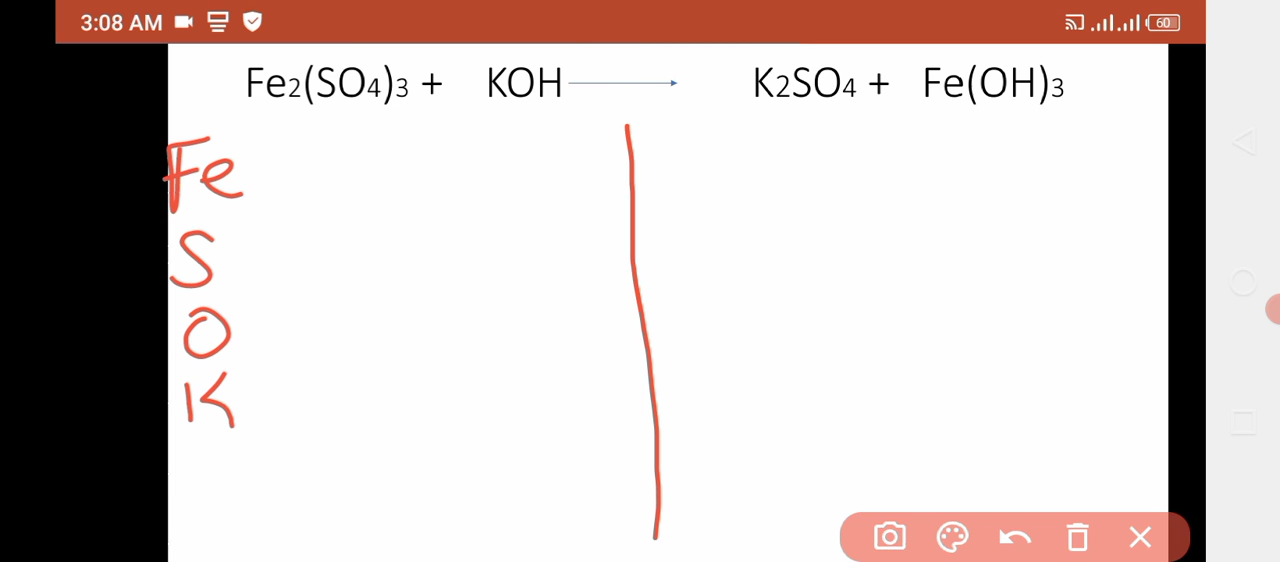 3:08 AM 60
Fe2(SO4)3 + KOH → K2SO4 + Fe(OH)3
Fe
S
O
K